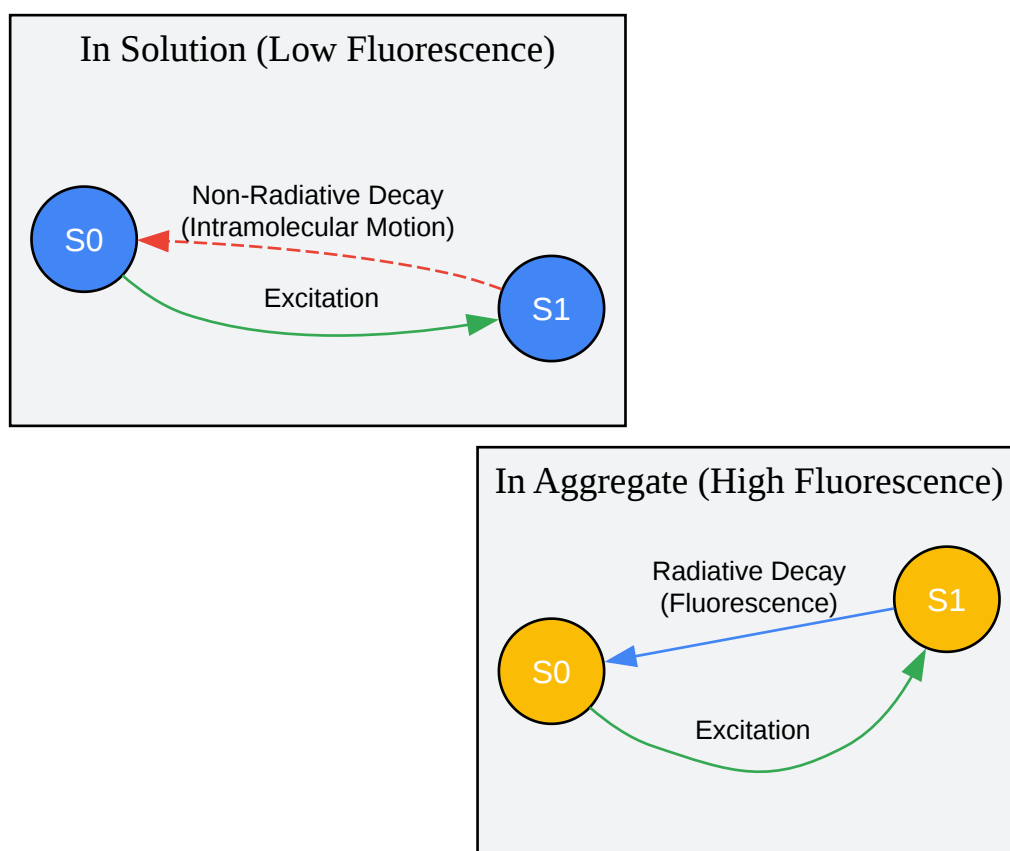 In Solution (Low Fluorescence)
Non-Radiative Decay
(Intramolecular Motion)
S0
Excitation
S1
In Aggregate (High Fluorescence)
Radiative Decay
(Fluorescence)
S1
S0
Excitation